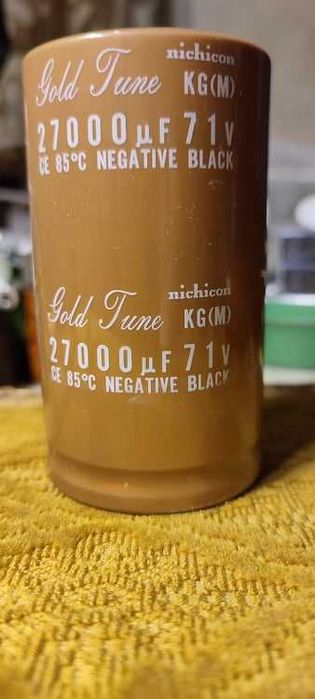 nichicon
Gold Tune KG(M)
27000μF 71V
CE 85°C NEGATIVE BLACK
nichicon
Gold Tune KG(M)
27000μF 71V
CE 85°C NEGATIVE BLACK